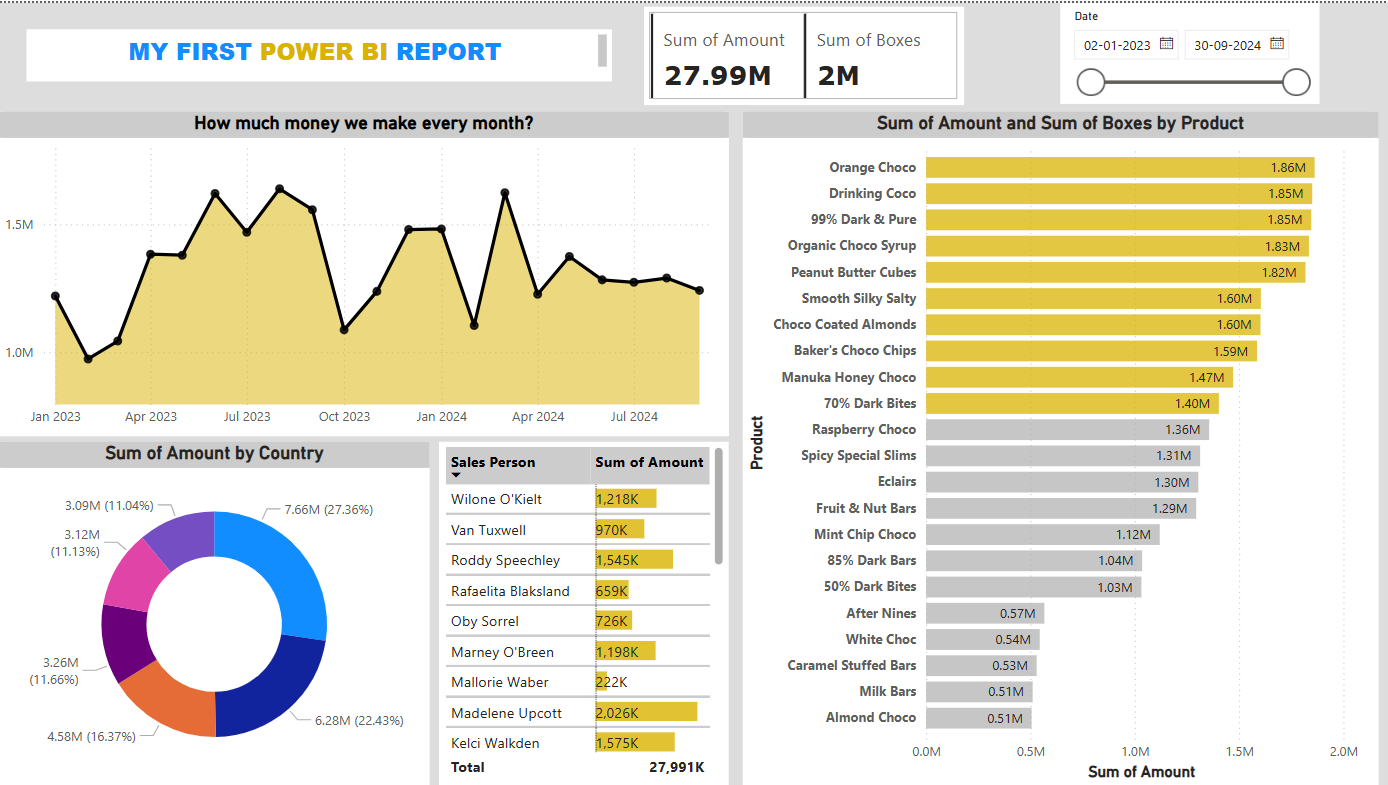 MY FIRST POWER BI REPORT
Sum of Amount
27.99M
Sum of Boxes
2M
Date
02-01-2023
30-09-2024
How much money we make every month?
1.5M
1.0M
Jan 2023
Apr 2023
Jul 2023
Oct 2023
Jan 2024
Apr 2024
Jul 2024
Sum of Amount by Country
7.66M (27.36%)
6.28M (22.43%)
4.58M (16.37%)
3.26M
(11.66%)
3.12M
(11.13%)
3.09M (11.04%)
Sales Person Sum of Amount
Wilone O'Kielt 1,218K
Van Tuxwell 970K
Roddy Speechley 1,545K
Rafaelita Blaksland 659K
Oby Sorrel 726K
Marney O'Breen 1,198K
Mallorie Waber 222K
Madelene Upcott 2,026K
Kelci Walkden 1,575K
Total 27,991K
Sum of Amount and Sum of Boxes by Product
Product
Orange Choco 1.86M
Drinking Coco 1.85M
99% Dark & Pure 1.85M
Organic Choco Syrup 1.83M
Peanut Butter Cubes 1.82M
Smooth Silky Salty 1.60M
Choco Coated Almonds 1.60M
Baker's Choco Chips 1.59M
Manuka Honey Choco 1.47M
70% Dark Bites 1.40M
Raspberry Choco 1.36M
Spicy Special Slims 1.31M
Eclairs 1.30M
Fruit & Nut Bars 1.29M
Mint Chip Choco 1.12M
85% Dark Bars 1.04M
50% Dark Bites 1.03M
After Nines 0.57M
White Choc 0.54M
Caramel Stuffed Bars 0.53M
Milk Bars 0.51M
Almond Choco 0.51M
0.0M 0.5M 1.0M 1.5M 2.0M
Sum of Amount